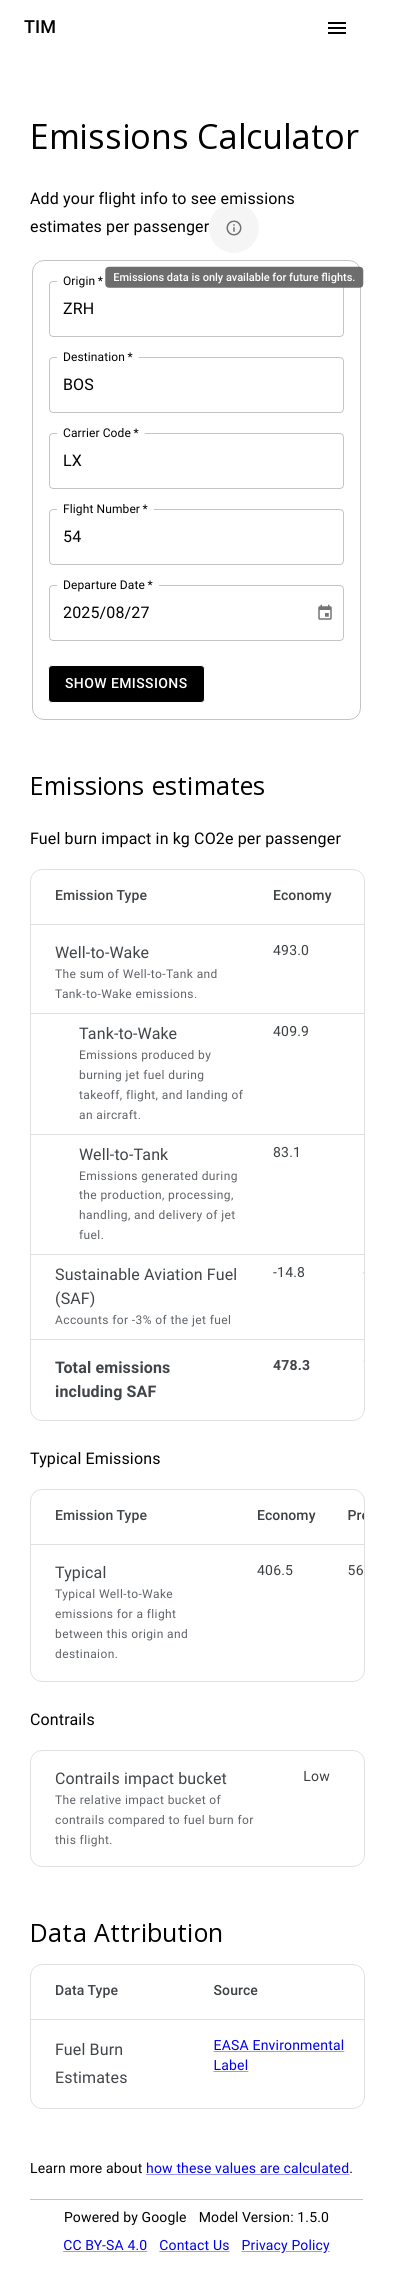 TIM
Emissions Calculator
Add your flight info to see emissions
estimates per passenger
Emissions data is only available for future flights.
Origin *
ZRH
Destination *
BOS
Carrier Code *
LX
Flight Number *
54
Departure Date *
2025/08/27
SHOW EMISSIONS
Emissions estimates
Fuel burn impact in kg CO2e per passenger
Emission Type Economy
Well-to-Wake 493.0
The sum of Well-to-Tank and
Tank-to-Wake emissions.
Tank-to-Wake 409.9
Emissions produced by
burning jet fuel during
takeoff, flight, and landing of
an aircraft.
Well-to-Tank 83.1
Emissions generated during
the production, processing,
handling, and delivery of jet
fuel.
Sustainable Aviation Fuel -14.8
(SAF)
Accounts for -3% of the jet fuel
Total emissions 478.3
including SAF
Typical Emissions
Emission Type Economy Pre
Typical 406.5 56
Typical Well-to-Wake
emissions for a flight
between this origin and
destinaion.
Contrails
Contrails impact bucket Low
The relative impact bucket of
contrails compared to fuel burn for
this flight.
Data Attribution
Data Type Source
Fuel Burn EASA Environmental
Estimates Label
Learn more about how these values are calculated.
Powered by Google Model Version: 1.5.0
CC BY-SA 4.0 Contact Us Privacy Policy